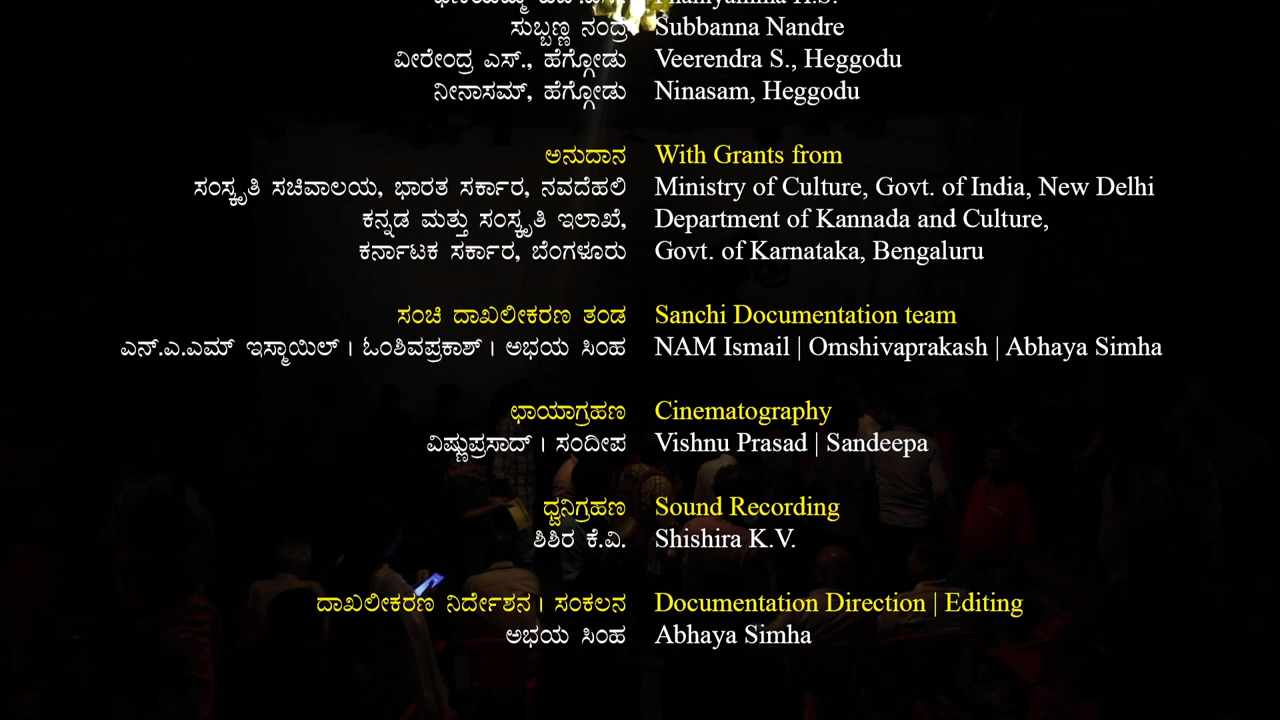 ಸುಬ್ಬಣ್ಣ ನಂದ್ರೆ Subbanna Nandre
ವೀರೇಂದ್ರ ಎಸ್., ಹೆಗ್ಗೋಡು Veerendra S., Heggodu
ನೀನಾಸಮ್, ಹೆಗ್ಗೋಡು Ninasam, Heggodu
ಅನುದಾನ With Grants from
ಸಂಸ್ಕೃತಿ ಸಚಿವಾಲಯ, ಭಾರತ ಸರ್ಕಾರ, ನವದೆಹಲಿ Ministry of Culture, Govt. of India, New Delhi
ಕನ್ನಡ ಮತ್ತು ಸಂಸ್ಕೃತಿ ಇಲಾಖೆ, Department of Kannada and Culture,
ಕರ್ನಾಟಕ ಸರ್ಕಾರ, ಬೆಂಗಳೂರು Govt. of Karnataka, Bengaluru
ಸಂಚಿ ದಾಖಲೀಕರಣ ತಂಡ Sanchi Documentation team
ಎನ್.ಎ.ಎಮ್ ಇಸ್ಮಾಯಿಲ್ | ಓಂಶಿವಪ್ರಕಾಶ್ | ಅಭಯ ಸಿಂಹ NAM Ismail | Omshivaprakash | Abhaya Simha
ಛಾಯಾಗ್ರಹಣ Cinematography
ವಿಷ್ಣುಪ್ರಸಾದ್ | ಸಂದೀಪ Vishnu Prasad | Sandeepa
ಧ್ವನಿಗ್ರಹಣ Sound Recording
ಶಿಶಿರ ಕೆ.ವಿ. Shishira K.V.
ದಾಖಲೀಕರಣ ನಿರ್ದೇಶನ | ಸಂಕಲನ Documentation Direction | Editing
ಅಭಯ ಸಿಂಹ Abhaya Simha